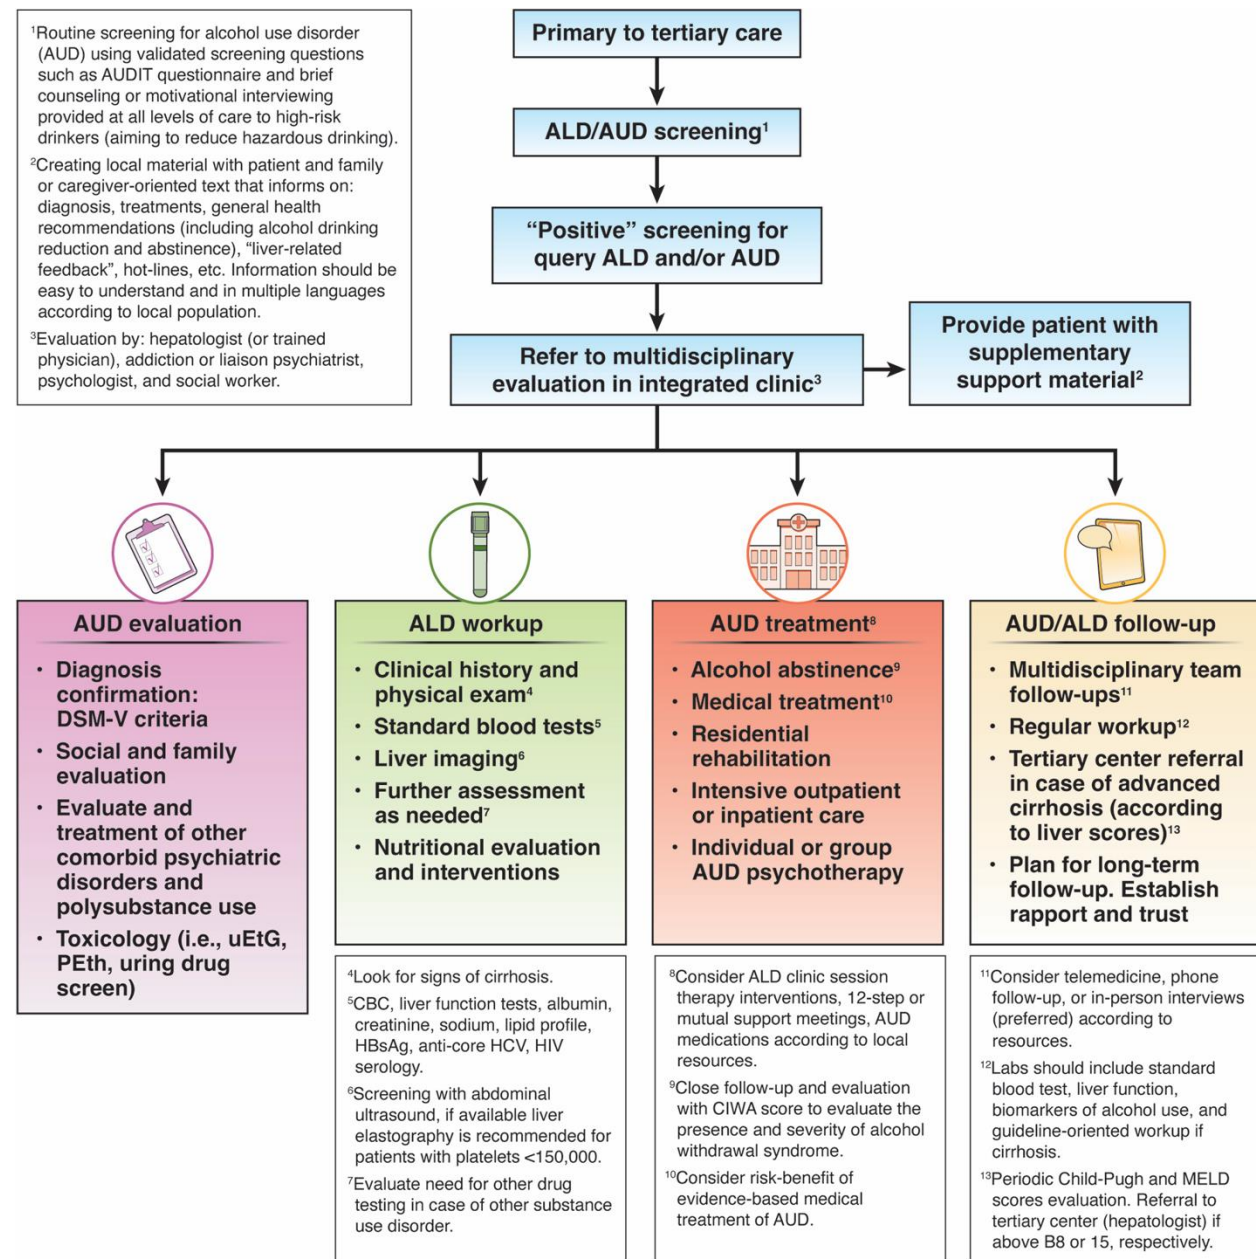 ¹Routine screening for alcohol use disorder
(AUD) using validated screening questions
such as AUDIT questionnaire and brief
counseling or motivational interviewing
provided at all levels of care to high-risk
drinkers (aiming to reduce hazardous drinking).
²Creating local material with patient and family
or caregiver-oriented text that informs on:
diagnosis, treatments, general health
recommendations (including alcohol drinking
reduction and abstinence), “liver-related
feedback”, hot-lines, etc. Information should be
easy to understand and in multiple languages
according to local population.
³Evaluation by: hepatologist (or trained
physician), addiction or liaison psychiatrist,
psychologist, and social worker.
Primary to tertiary care
ALD/AUD screening¹
“Positive” screening for
query ALD and/or AUD
Refer to multidisciplinary
evaluation in integrated clinic³
Provide patient with
supplementary
support material²
AUD evaluation
• Diagnosis
confirmation:
DSM-V criteria
• Social and family
evaluation
• Evaluate and
treatment of other
comorbid psychiatric
disorders and
polysubstance use
• Toxicology (i.e., uEtG,
PEth, uring drug
screen)
ALD workup
• Clinical history and
physical exam⁴
• Standard blood tests⁵
• Liver imaging⁶
• Further assessment
as needed⁷
• Nutritional evaluation
and interventions
⁴Look for signs of cirrhosis.
⁵CBC, liver function tests, albumin,
creatinine, sodium, lipid profile,
HBsAg, anti-core HCV, HIV
serology.
⁶Screening with abdominal
ultrasound, if available liver
elastography is recommended for
patients with platelets <150,000.
⁷Evaluate need for other drug
testing in case of other substance
use disorder.
AUD treatment⁸
• Alcohol abstinence⁹
• Medical treatment¹⁰
• Residential
rehabilitation
• Intensive outpatient
or inpatient care
• Individual or group
AUD psychotherapy
⁸Consider ALD clinic session
therapy interventions, 12-step or
mutual support meetings, AUD
medications according to local
resources.
⁹Close follow-up and evaluation
with CIWA score to evaluate the
presence and severity of alcohol
withdrawal syndrome.
¹⁰Consider risk-benefit of
evidence-based medical
treatment of AUD.
AUD/ALD follow-up
• Multidisciplinary team
follow-ups¹¹
• Regular workup¹²
• Tertiary center referral
in case of advanced
cirrhosis (according
to liver scores)¹³
• Plan for long-term
follow-up. Establish
rapport and trust
¹¹Consider telemedicine, phone
follow-up, or in-person interviews
(preferred) according to
resources.
¹²Labs should include standard
blood test, liver function,
biomarkers of alcohol use, and
guideline-oriented workup if
cirrhosis.
¹³Periodic Child-Pugh and MELD
scores evaluation. Referral to
tertiary center (hepatologist) if
above B8 or 15, respectively.